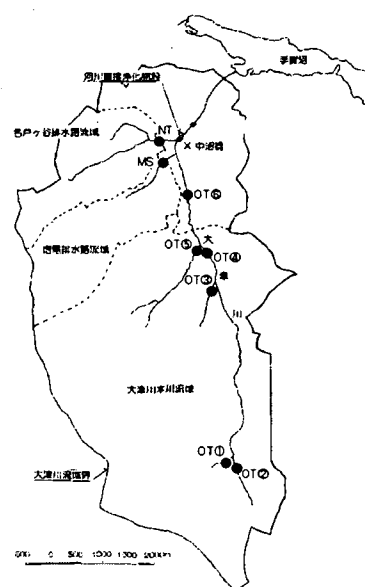 手賀沼
河川直接浄化施設
名戸ヶ谷排水路流域
NT
中沼橋
MS
OT⑥
OT⑤
大
OT④
OT③
津
川
排水路流域
大津川本川流域
OT①
OT②
大津川流域界
500 0 500 1000 1500 2000m